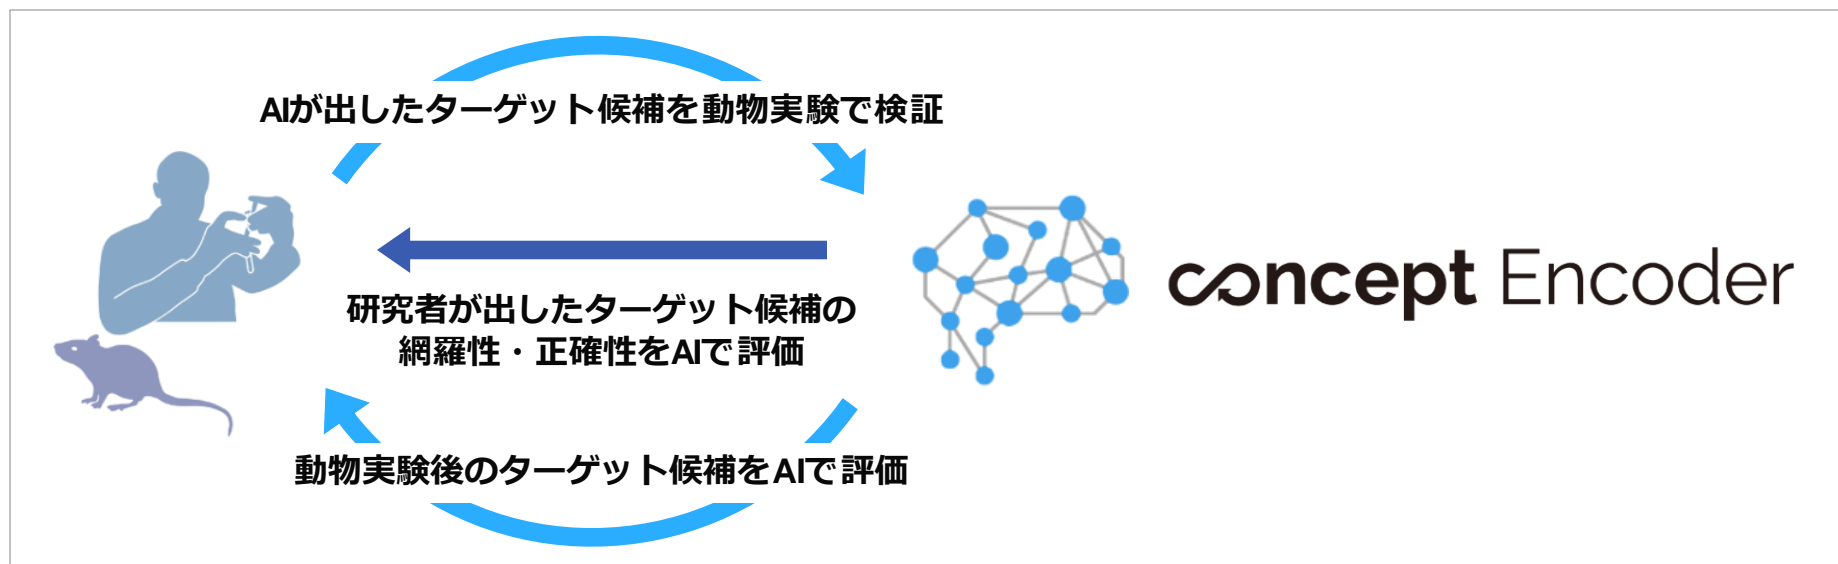 AIが出したターゲット候補を動物実験で検証
研究者が出したターゲット候補の
網羅性・正確性をAIで評価
concept Encoder
動物実験後のターゲット候補をAIで評価